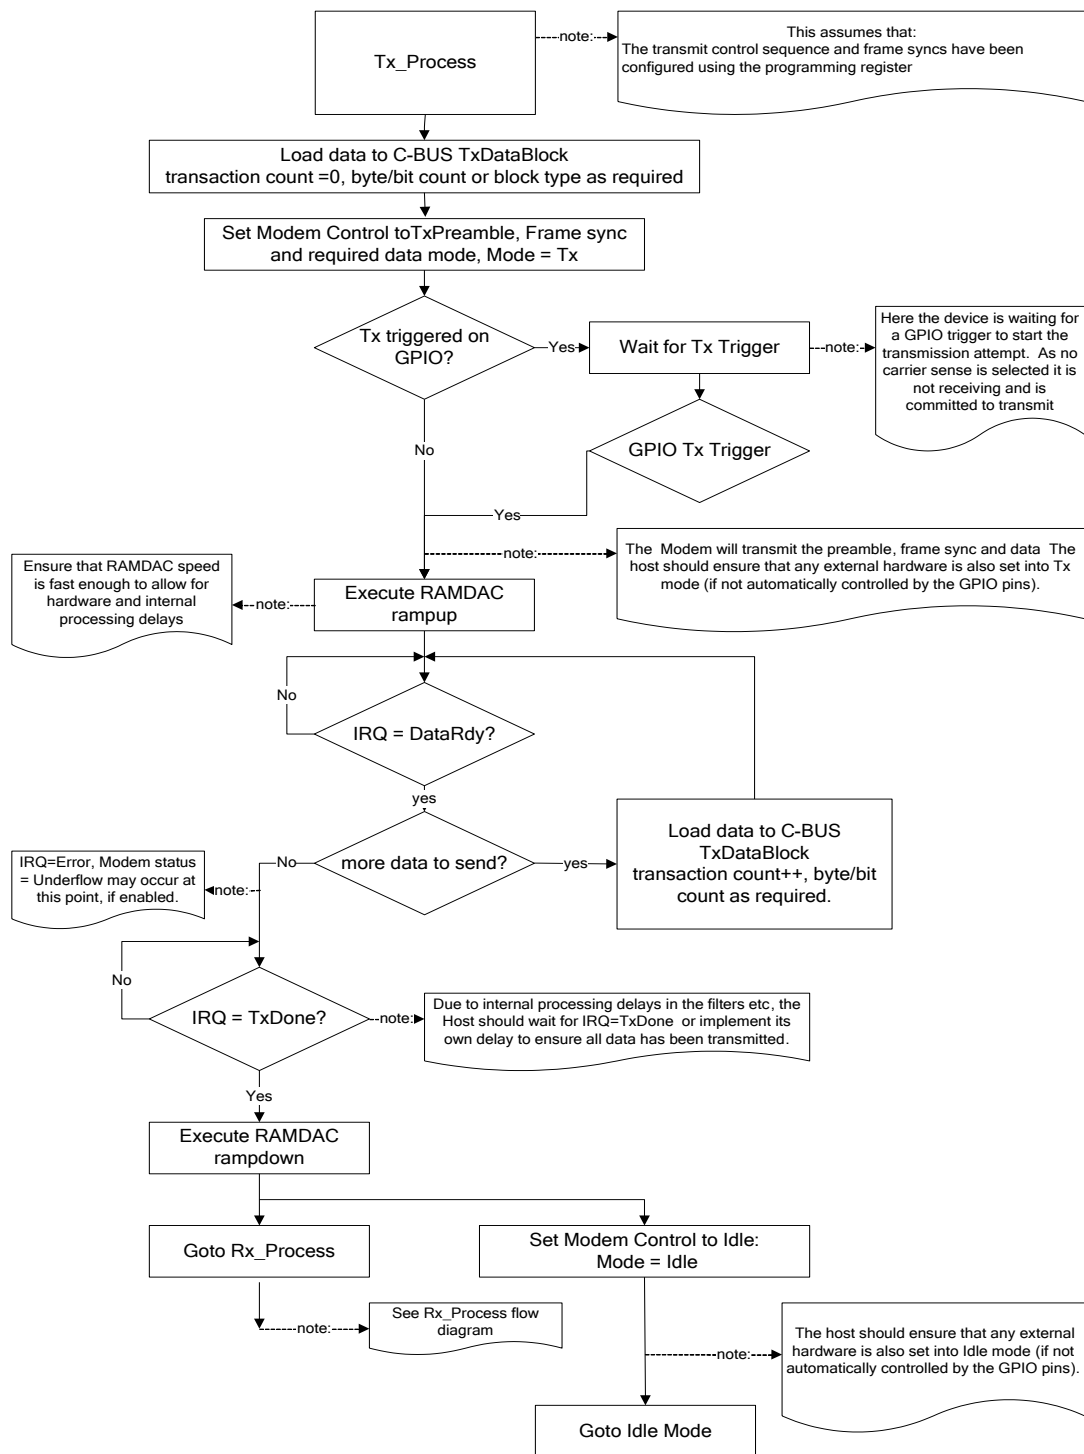 Tx_Process
note:
This assumes that:
The transmit control sequence and frame syncs have been
configured using the programming register
Load data to C-BUS TxDataBlock
transaction count =0, byte/bit count or block type as required
Set Modem Control toTxPreamble, Frame sync
and required data mode, Mode = Tx
Tx triggered on
GPIO?
Yes
Wait for Tx Trigger
note:
Here the device is waiting for
a GPIO trigger to start the
transmission attempt. As no
carrier sense is selected it is
not receiving and is
committed to transmit
No
GPIO Tx Trigger
Yes
note:
The Modem will transmit the preamble, frame sync and data The
host should ensure that any external hardware is also set into Tx
mode (if not automatically controlled by the GPIO pins).
Ensure that RAMDAC speed
is fast enough to allow for
hardware and internal
processing delays
note:
Execute RAMDAC
rampup
No
IRQ = DataRdy?
yes
more data to send?
yes
Load data to C-BUS
TxDataBlock
transaction count++, byte/bit
count as required.
No
IRQ=Error, Modem status
= Underflow may occur at
this point, if enabled.
note:
No
IRQ = TxDone?
note:
Due to internal processing delays in the filters etc, the
Host should wait for IRQ=TxDone or implement its
own delay to ensure all data has been transmitted.
Yes
Execute RAMDAC
rampdown
Goto Rx_Process
Set Modem Control to Idle:
Mode = Idle
note:
See Rx_Process flow
diagram
note:
The host should ensure that any external
hardware is also set into Idle mode (if not
automatically controlled by the GPIO pins).
Goto Idle Mode